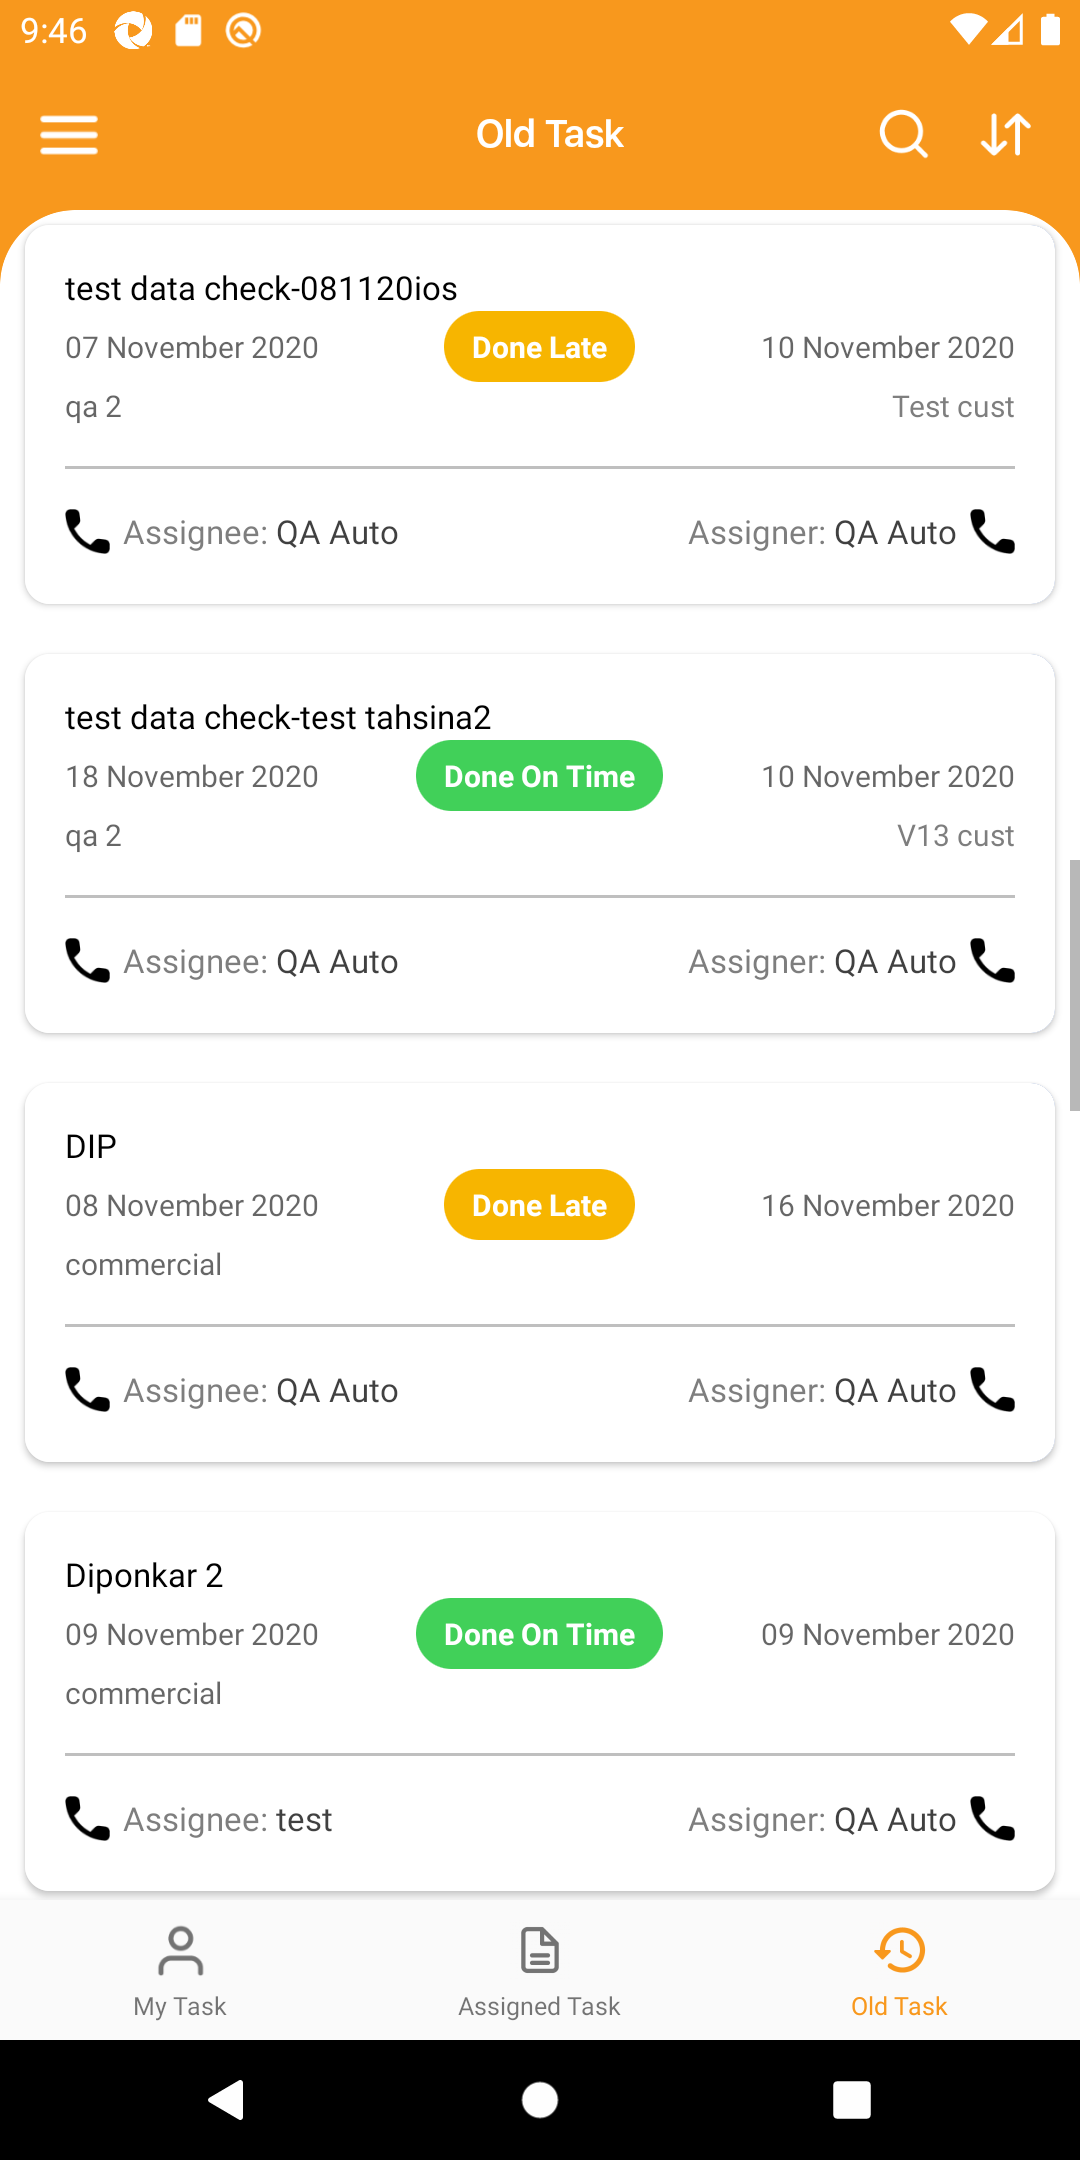 9:46
Old Task
test data check-081120ios
07 November 2020 Done Late 10 November 2020
qa 2 Test cust
Assignee: QA Auto Assigner: QA Auto
test data check-test tahsina2
18 November 2020 Done On Time 10 November 2020
qa 2 V13 cust
Assignee: QA Auto Assigner: QA Auto
DIP
08 November 2020 Done Late 16 November 2020
commercial
Assignee: QA Auto Assigner: QA Auto
Diponkar 2
09 November 2020 Done On Time 09 November 2020
commercial
Assignee: test Assigner: QA Auto
My Task Assigned Task Old Task